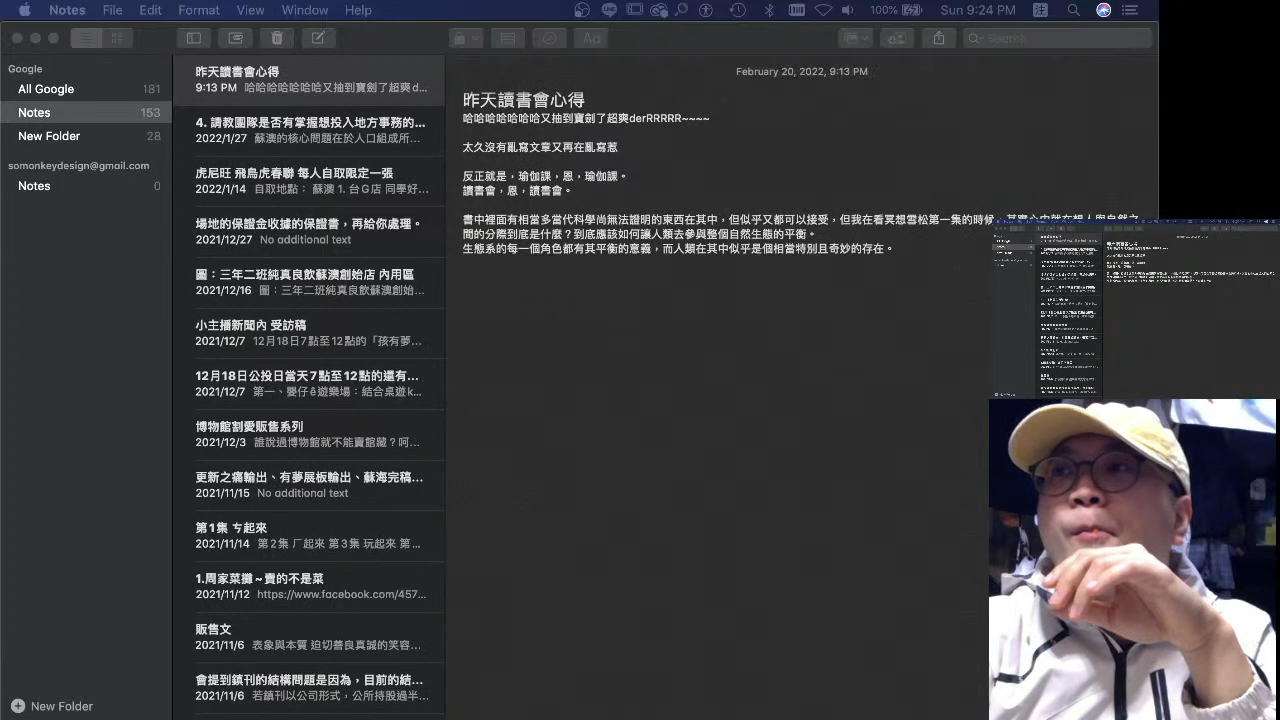 Notes File Edit Format View Window Help 100% Sun 9:24 PM 注
Aa
Search
Google
All Google 181
Notes 153
New Folder 28
somonkeydesign@gmail.com
Notes 0
New Folder
昨天讀書會心得
9:13 PM 哈哈哈哈哈哈哈又抽到寶劍了超爽 d...
4. 請教團隊是否有掌握想投入地方事務的...
2022/1/27 蘇澳的核心問題在於人口組成所...
虎尼旺 飛鳥虎春聯 每人自取限定一張
2022/1/14 自取地點： 蘇澳 1. 台G店 同學好...
場地的保證金收據的保證書，再給你處理。
2021/12/27 No additional text
圖：三年二班純真飲齡澳創始店 市招區
2021/12/16 圖：三年二班純真飲齡蘇澳創始...
小主播新聞內 受訪稿
2021/12/7 12月18日7點至12點的「孩有夢...
12月18日公投日當天7點至12點的還有...
2021/12/7 第一、嬰仔ê遊樂場：結合桌遊k...
博物館割愛販售系列
2021/12/3 誰說過博物館就不能賣館藏？呵...
更新之痛輸出、有夢展板輸出、蘇海完稿...
2021/11/15 No additional text
第1集 ㄘ起來
2021/11/14 第2集 ㄏ起來 第3集 玩起來 第...
1.周家菜攤～賣的不是菜
2021/11/12 https://www.facebook.com/457...
販售文
2021/11/6 表象與本質 迫切善良真誠的笑容...
會提到鎮刊的結構問題是因為，目前的結...
2021/11/6 若鎮刊以公司形式，公所持股過半...
February 20, 2022, 9:13 PM
昨天讀書會心得
哈哈哈哈哈哈哈又抽到寶劍了超爽derRRRRR~~~~
太久沒有亂寫文章又再在亂寫惹
反正就是，瑜伽課，恩，瑜伽課。
讀書會，恩，讀書會。
書中裡面有相當多當代科學尚無法證明的東西在其中，但似乎又都可以接受，但我在看冥想雪松第一集的時候，其實心中就在想人與自然之
間的分際到底是什麼？到底應該如何讓人類去參與整個自然生態的平衡。
生態系的每一個角色都有其平衡的意義，而人類在其中似乎是個相當特別且奇妙的存在。